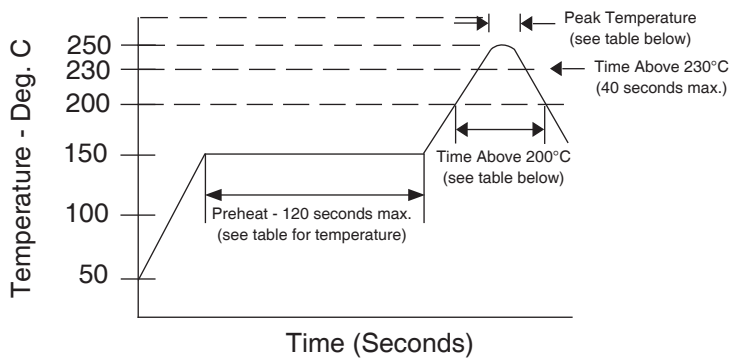 Peak Temperature
(see table below)
250
230
Time Above 230°C
(40 seconds max.)
200
150
Time Above 200°C
(see table below)
Preheat - 120 seconds max.
(see table for temperature)
100
50
Temperature - Deg. C
Time (Seconds)